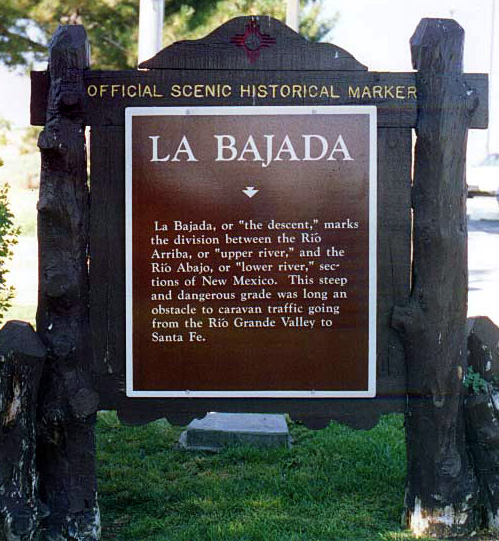 OFFICIAL SCENIC HISTORICAL MARKER
LA BAJADA
La Bajada, or "the descent," marks
the division between the Río
Arriba, or "upper river," and the
Río Abajo, or "lower river," sec-
tions of New Mexico. This steep
and dangerous grade was long an
obstacle to caravan traffic going
from the Río Grande Valley to
Santa Fe.